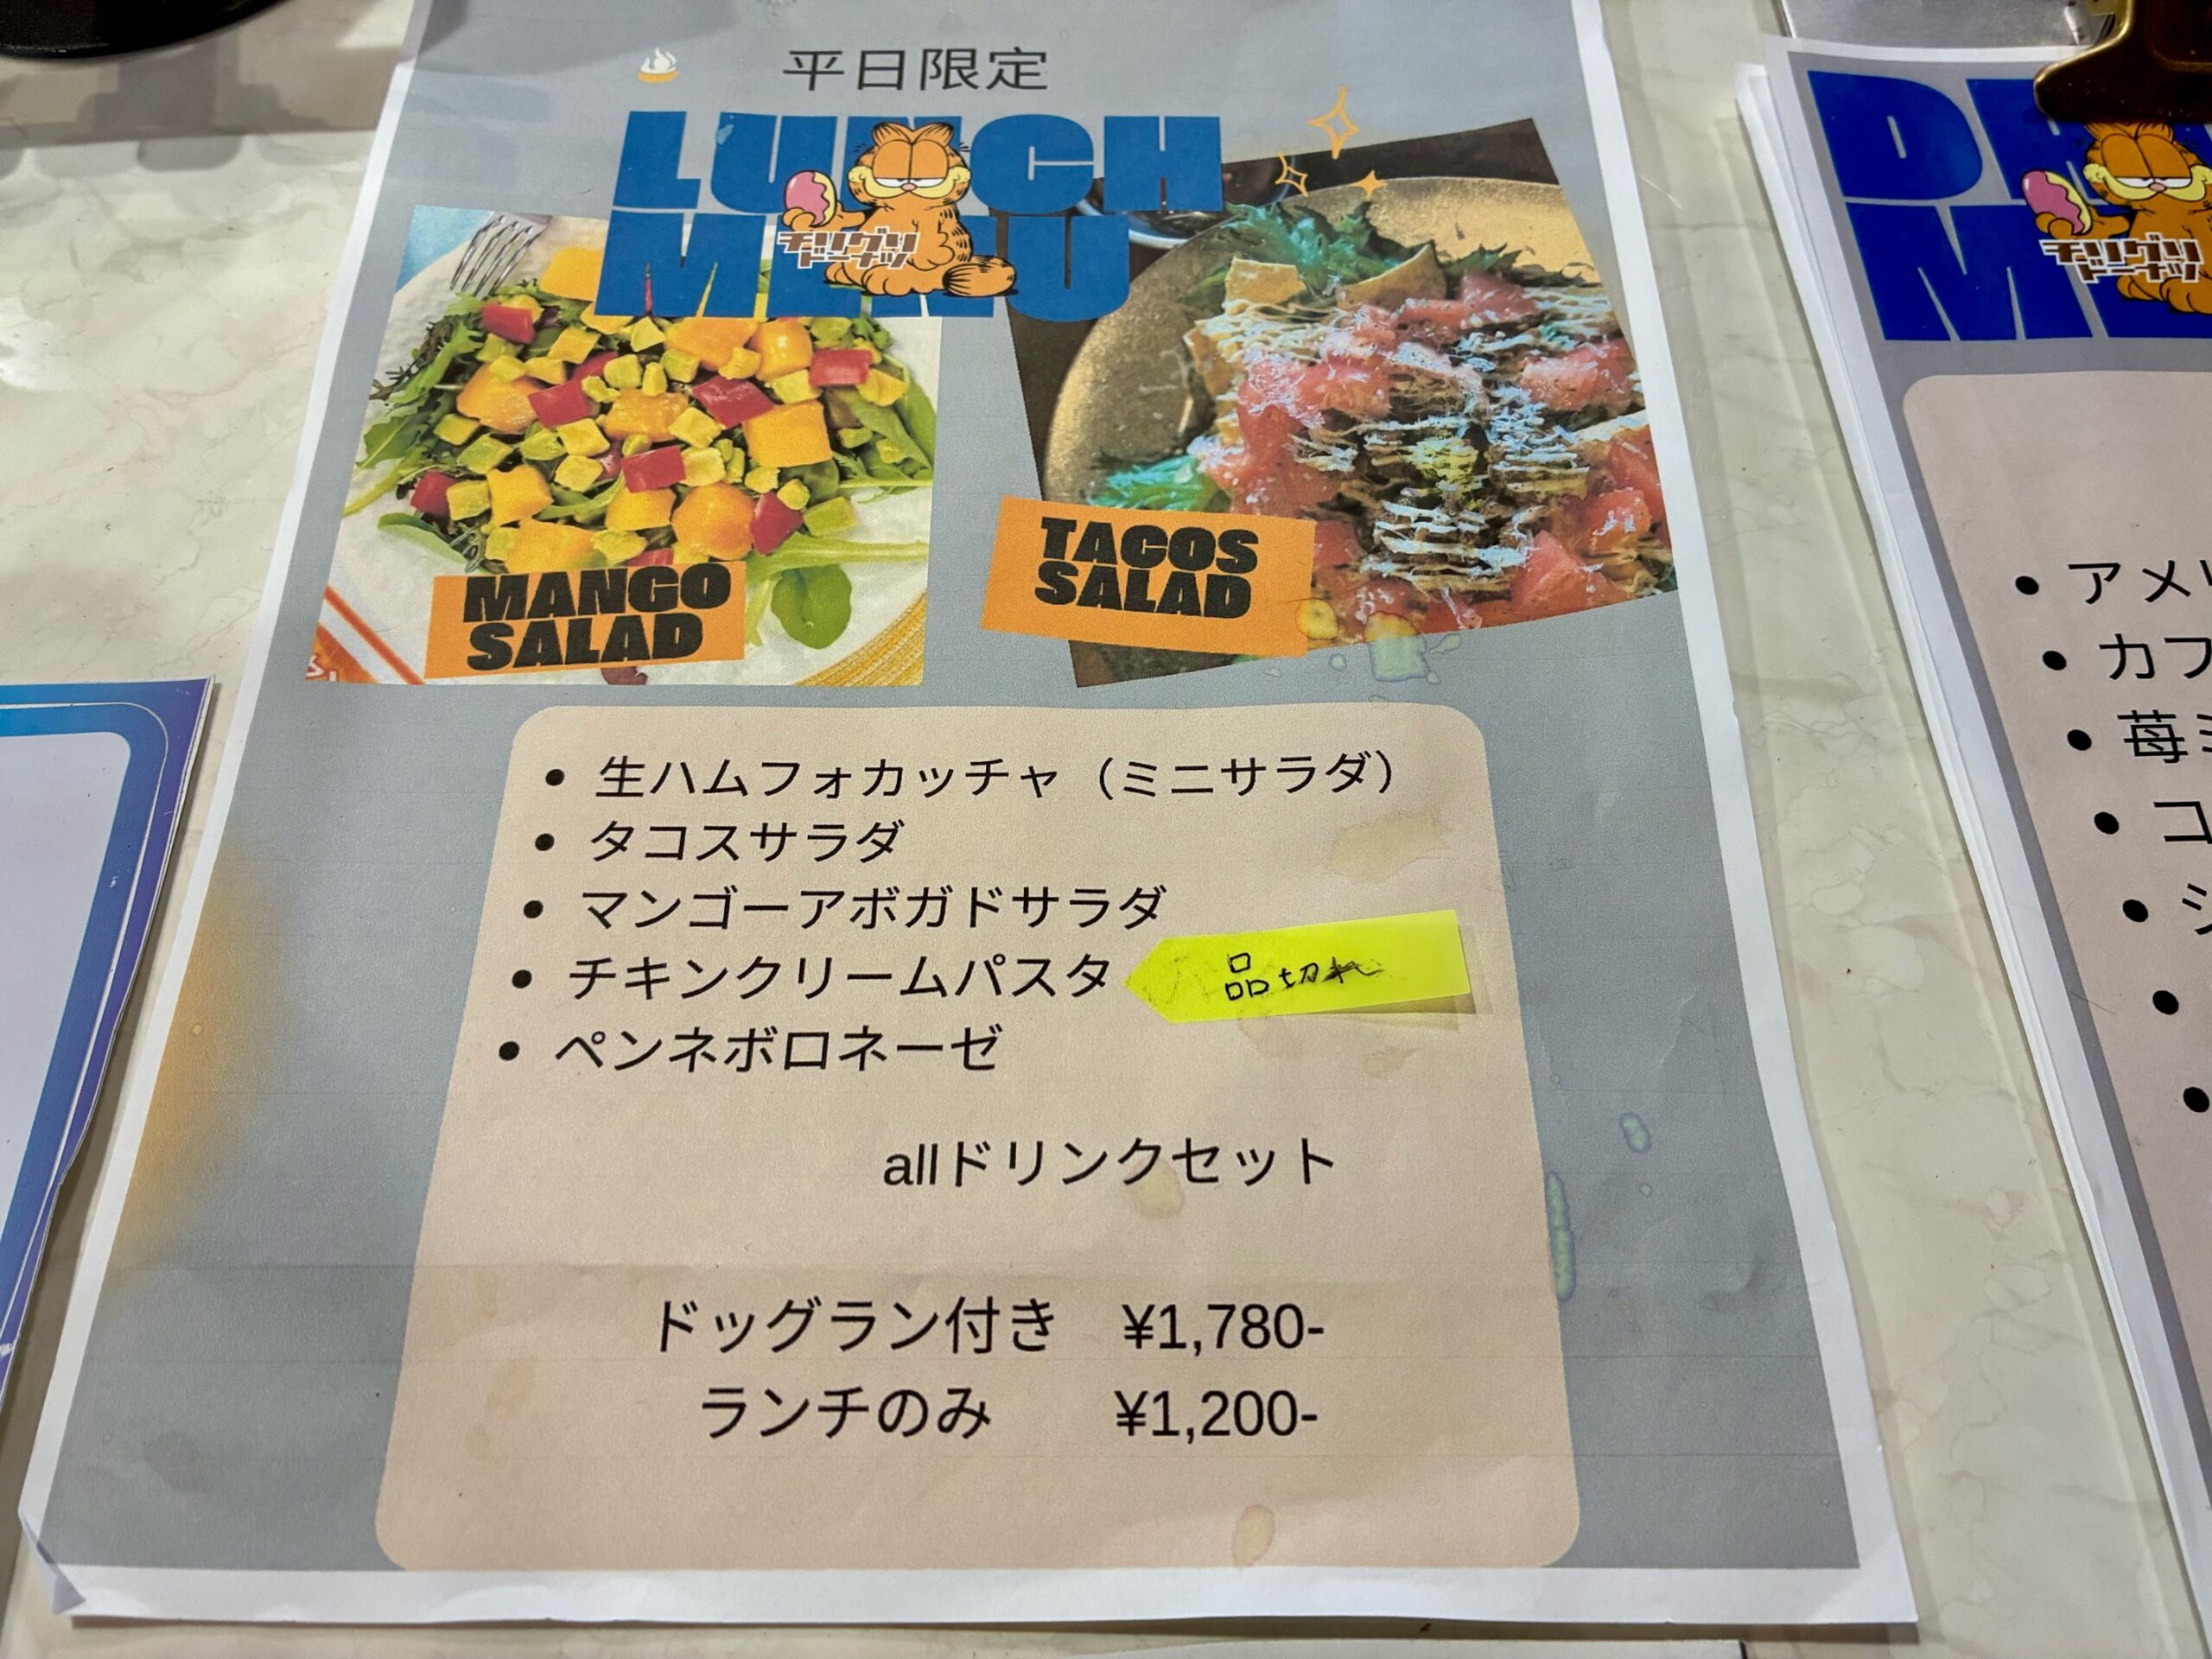 平日限定
LUNCH
MENU
チリグリ
ドーナツ
MANGO
SALAD
TACOS
SALAD
• 生ハムフォカッチャ（ミニサラダ）
• タコスサラダ
• マンゴーアボガドサラダ
• チキンクリームパスタ 品切れ
• ペンネボロネーゼ
allドリンクセット
ドッグラン付き ¥1,780-
ランチのみ ¥1,200-
チリグリ
ドーナツ
• アメ
• カフ
• 苺ミ
• コ